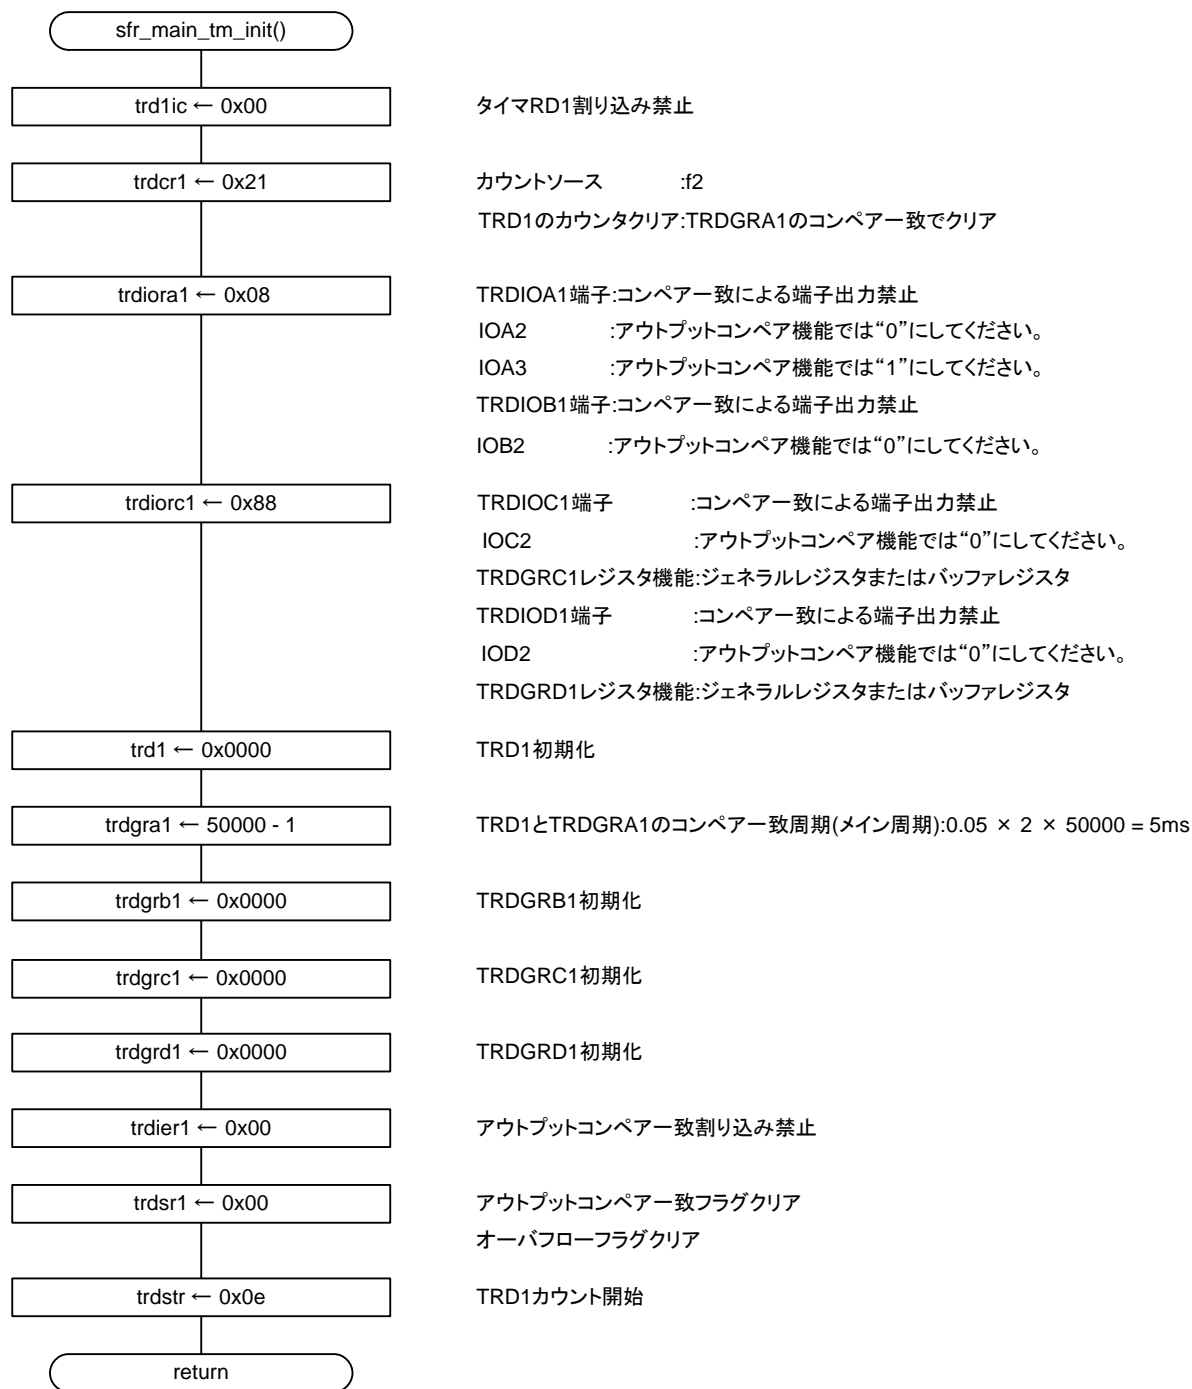 sfr_main_tm_init()
trd1ic ← 0x00
タイマRD1割り込み禁止
trdcr1 ← 0x21
カウントソース :f2
TRD1のカウンタクリア:TRDGRA1のコンペア一致でクリア
trdiora1 ← 0x08
TRDIOA1端子:コンペア一致による端子出力禁止
IOA2 :アウトプットコンペア機能では“0”にしてください。
IOA3 :アウトプットコンペア機能では“1”にしてください。
TRDIOB1端子:コンペア一致による端子出力禁止
IOB2 :アウトプットコンペア機能では“0”にしてください。
trdiorc1 ← 0x88
TRDIOC1端子 :コンペア一致による端子出力禁止
IOC2 :アウトプットコンペア機能では“0”にしてください。
TRDGRC1レジスタ機能:ジェネラルレジスタまたはバッファレジスタ
TRDIOD1端子 :コンペア一致による端子出力禁止
IOD2 :アウトプットコンペア機能では“0”にしてください。
TRDGRD1レジスタ機能:ジェネラルレジスタまたはバッファレジスタ
trd1 ← 0x0000
TRD1初期化
trdgra1 ← 50000 - 1
TRD1とTRDGRA1のコンペア一致周期(メイン周期):0.05 × 2 × 50000 = 5ms
trdgrb1 ← 0x0000
TRDGRB1初期化
trdgrc1 ← 0x0000
TRDGRC1初期化
trdgrd1 ← 0x0000
TRDGRD1初期化
trdier1 ← 0x00
アウトプットコンペア一致割り込み禁止
trdsr1 ← 0x00
アウトプットコンペア一致フラグクリア
オーバフローフラグクリア
trdstr ← 0x0e
TRD1カウント開始
return